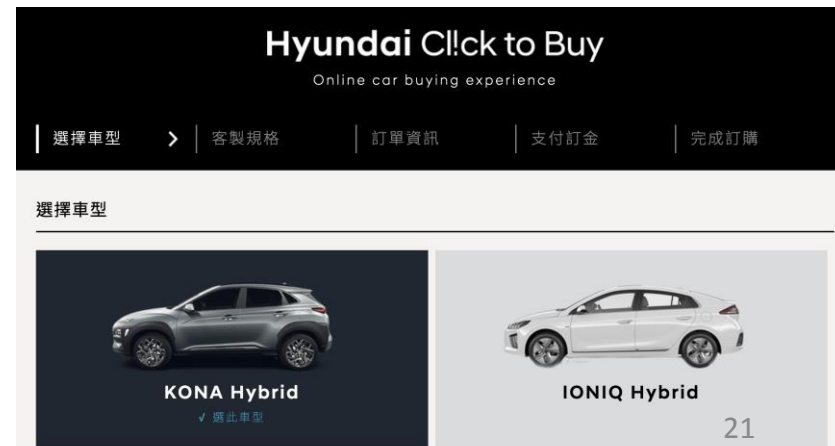 Hyundai Cl!ck to Buy
Online car buying experience
選擇車型 > 客製規格 訂單資訊 支付訂金 完成訂購
選擇車型
KONA Hybrid
√ 選此車型
IONIQ Hybrid
21